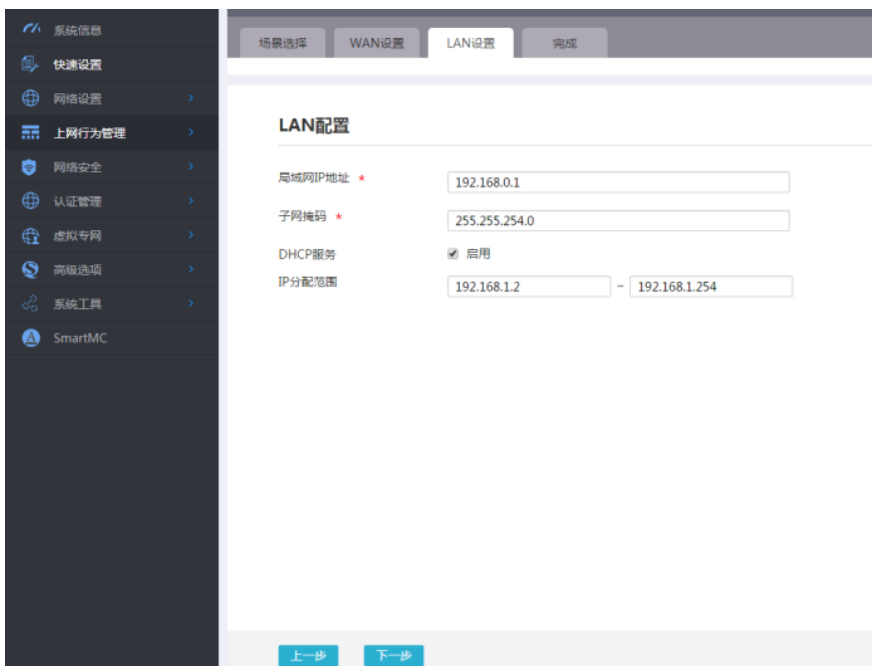 系统信息
快速设置
网络设置
上网行为管理
网络安全
认证管理
虚拟专网
高级选项
系统工具
SmartMC
场景选择 WAN设置 LAN设置 完成
LAN配置
局域网IP地址 * 192.168.0.1
子网掩码 * 255.255.254.0
DHCP服务 启用
IP分配范围 192.168.1.2 ~ 192.168.1.254
上一步 下一步